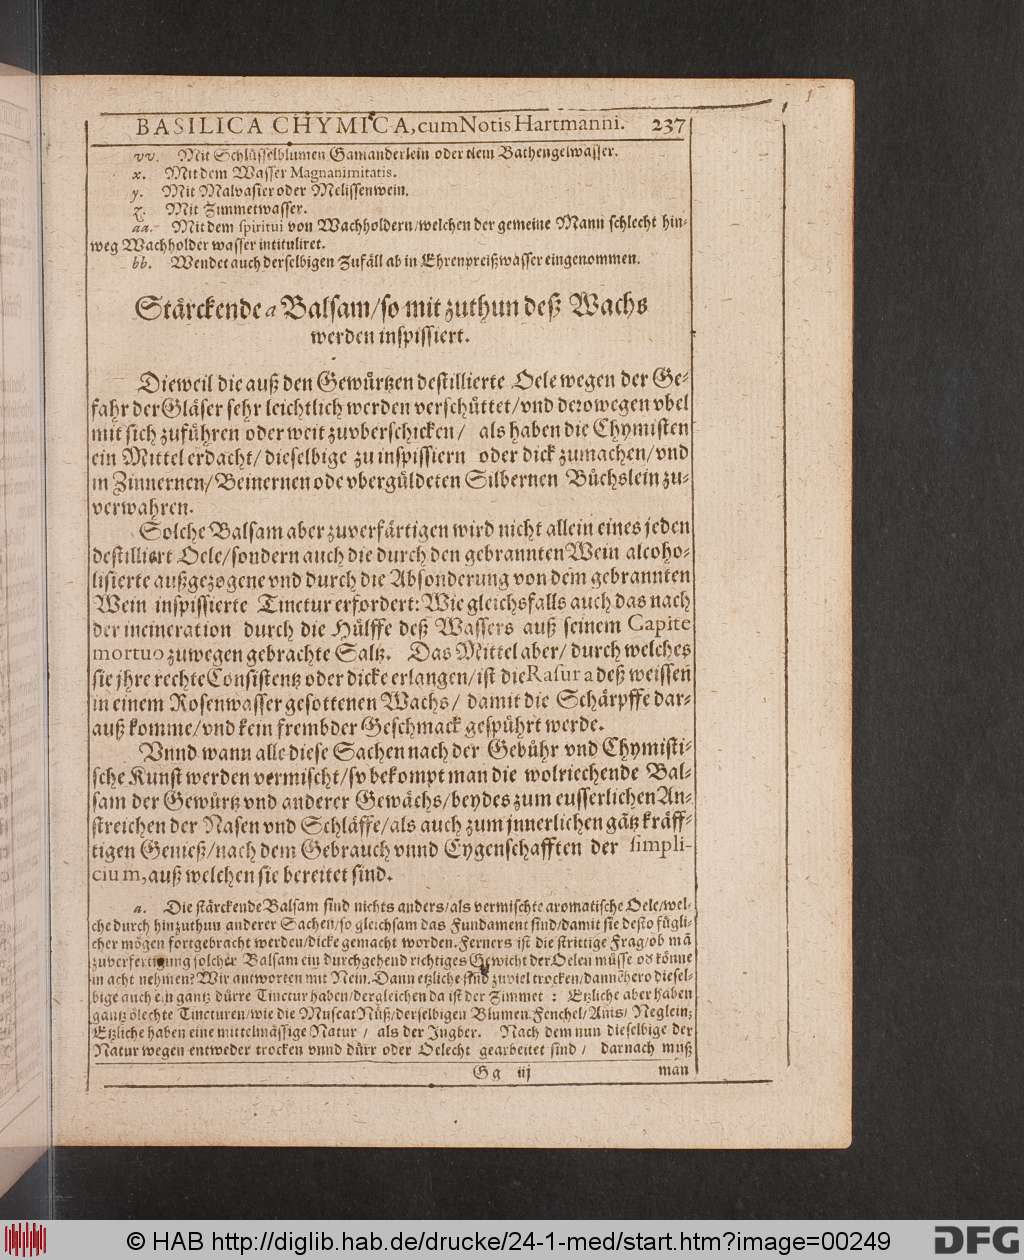 BASILICA CHYMICA, cum Notis Hartmanni. 237
vv. Mit Schlüsselblumen Gamanderlein oder klem Bathengelwasser.
x. Mit dem Wasser Magnanimitatis.
y. Mit Malvasier oder Melissenwein.
z. Mit Zimmetwasser.
aa. Mit dem spiritui von Wachholdern/welchen der gemeine Mann schlecht hin-
weg Wachholder wasser intituliret.
bb. Wendet auch derselbigen Zufäll ab in Ehrenpreißwasser eingenommen.
Stärckende a Balsam/so mit zuthun deß Wachs
werden inspissiert.
Dieweil die auß den Gewürtzen destillierte Oele wegen der Ge-
fahr der Gläser sehr leichtlich werden verschüttet/vnd derowegen vbel
mit sich zuführen oder weit zuvberschicken/ als haben die Chymisten
ein Mittel erdacht/dieselbige zu inspissiern oder dick zumachen/vnd
in Zinnernen/Beinernen ode vbergüldeten Silbernen Büchslein zu-
verwahren.
Solche Balsam aber zuverfärtigen wird nicht allein eines jeden
destilliert Oele/sondern auch die durch den gebrannten Wein alcoho-
lisierte außgezogene vnd durch die Absonderung von dem gebrannten
Wein inspissierte Tinctur erfordert: Wie gleichsfalls auch das nach
der incineration durch die Hülffe deß Wassers auß seinem Capite
mortuo zuwegen gebrachte Saltz. Das Mittel aber/durch welches
sie jhre rechte Consistentz oder dicke erlangen/ist die Rasura deß weissen
in einem Rosenwasser gesottenen Wachs/ damit die Schärpffe dar-
auß komme/vnd kein frembder Geschmack gespührt werde.
Vnnd wann alle diese Sachen nach der Gebühr vnd Chymisti-
sche Kunst werden vermischt/so bekompt man die wolriechende Bal-
sam der Gewürtz vnd anderer Gewächs/beydes zum eusserlichen An-
streichen der Nasen vnd Schläffe/als auch zum jnnerlichen gātz kräff-
tigen Genieß/nach dem Gebrauch vnnd Eygenschafften der simpli-
cium, auß welchen sie bereitet sind.
a. Die stärckende Balsam sind nichts anders/als vermischte aromatische Oele/wel-
che durch hinzuthun anderer Sachen/so gleichsam das Fundament sind/damit sie desto fügli-
cher mögen fortgebracht werden/dicke gemacht worden. Ferners ist die strittige Frag/ob mā
zuverfertigung solcher Balsam ein durchgehend richtiges Gewicht der Oelen müsse od könne
in acht nehmen? Wir antworten mit Nein. Dann etzliche sind zuviel trocken/dannēhero diesel-
bige auch ein gantz dürre Tinctur haben/dergleichen da ist der Zimmet: Etzliche aber haben
gantz ölechte Tincturen/wie die Muscat Nüß/derselbigen Blumen Fenchel/Anis/Neglein;
Etzliche haben eine mittelmässige Natur/ als der Ingber. Nach dem nun dieselbige der
Natur wegen entweder trocken vnnd dürr oder Oelecht gearbeitet sind/ darnach muß
Gg iij man
© HAB http://diglib.hab.de/drucke/24-1-med/start.htm?image=00249
DFG